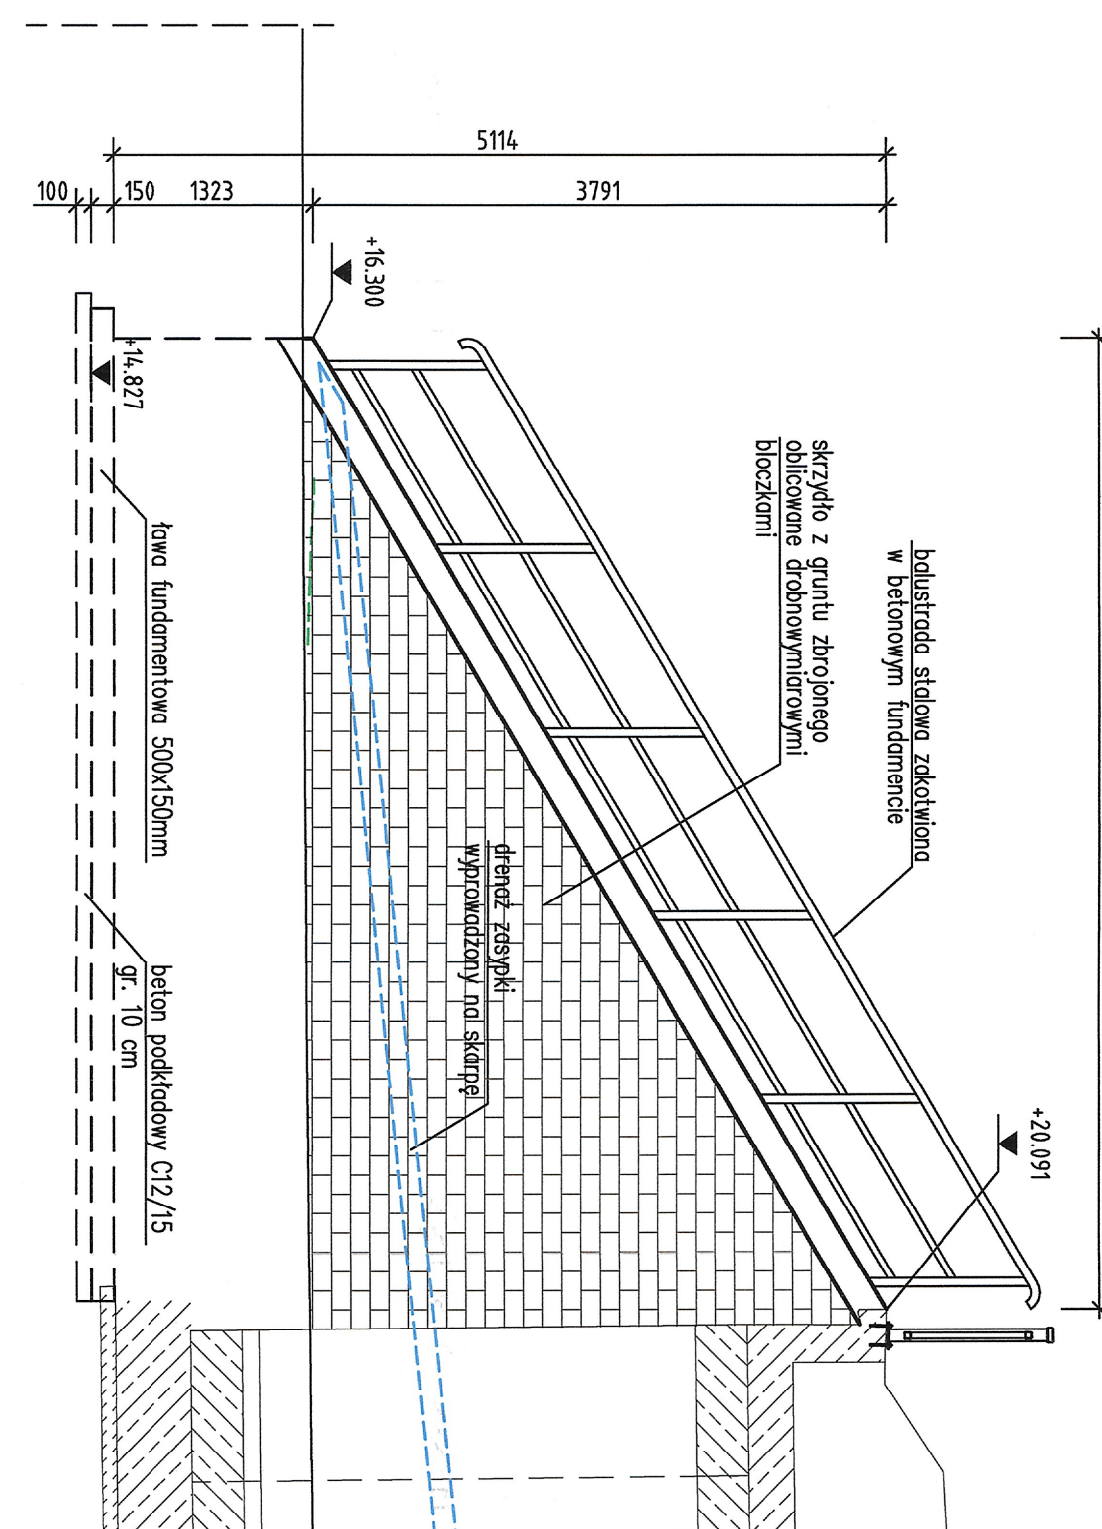 5114
100
150
1323
3791
+16.300
+14.827
ława fundamentowa 500x150mm
beton podkładowy C12/15
gr. 10 cm
drenaż zasypki
wyprowadzony na skarpę
skrzydło z gruntu zbrojonego
oblicowane drobnowymiarowymi
bloczkami
balustrada stalowa zakotwiona
w betonowym fundamencie
+20.091